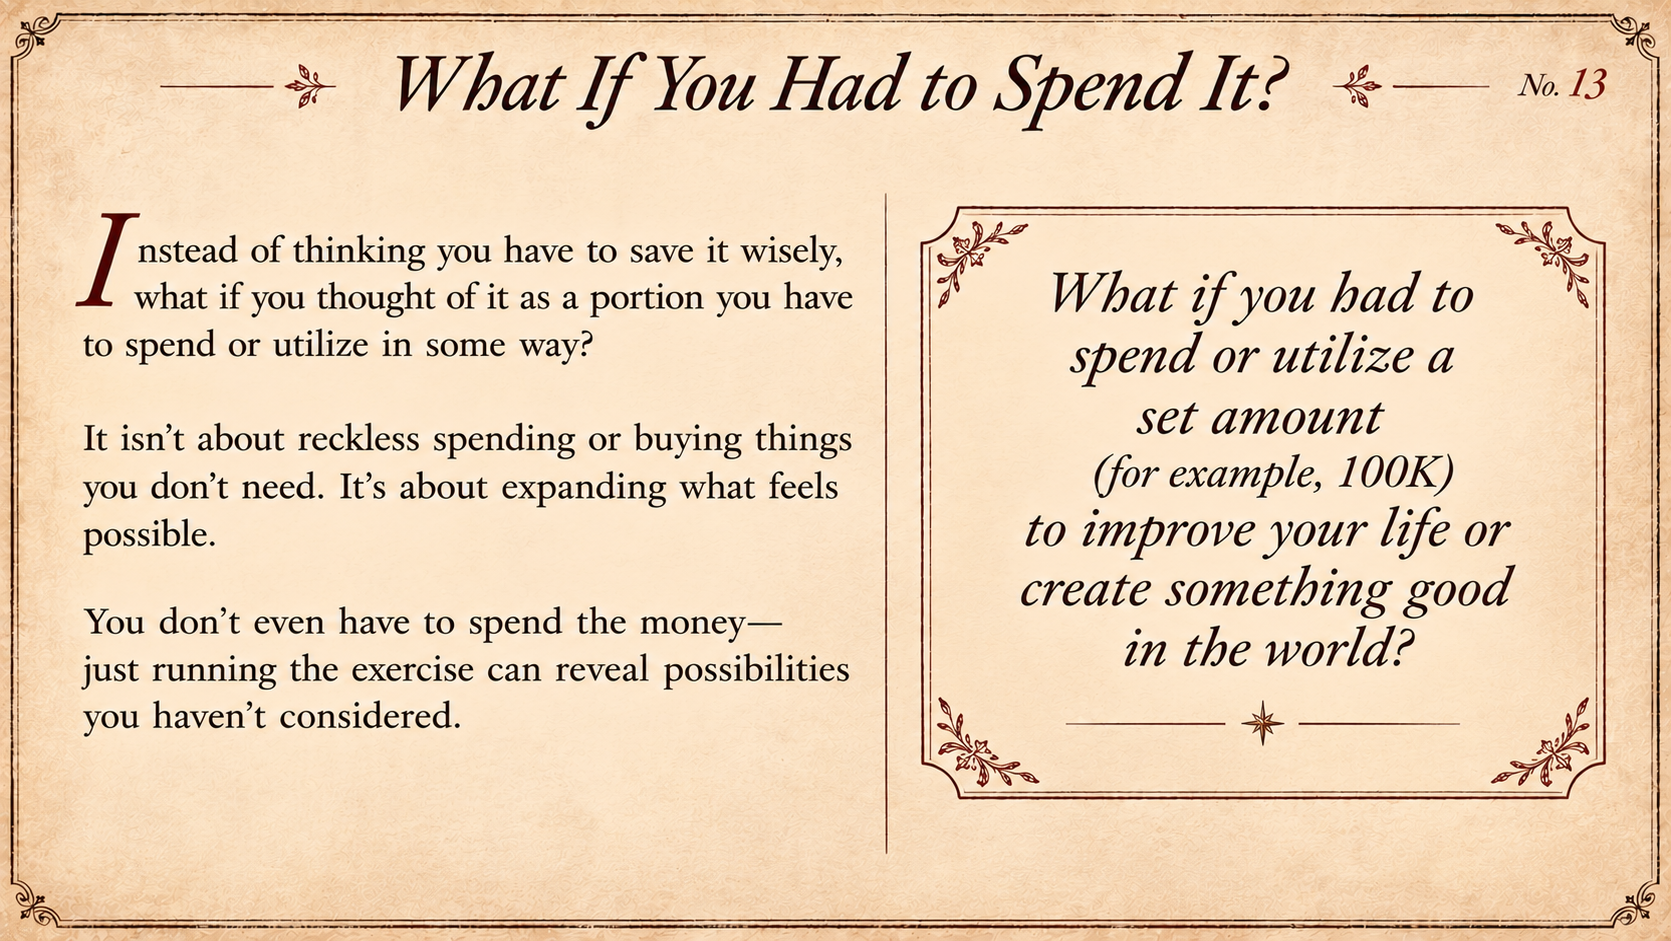 What If You Had to Spend It?
No. 13
Instead of thinking you have to save it wisely,
what if you thought of it as a portion you have
to spend or utilize in some way?
It isn’t about reckless spending or buying things
you don’t need. It’s about expanding what feels
possible.
You don’t even have to spend the money—
just running the exercise can reveal possibilities
you haven’t considered.
What if you had to
spend or utilize a
set amount
(for example, 100K)
to improve your life or
create something good
in the world?